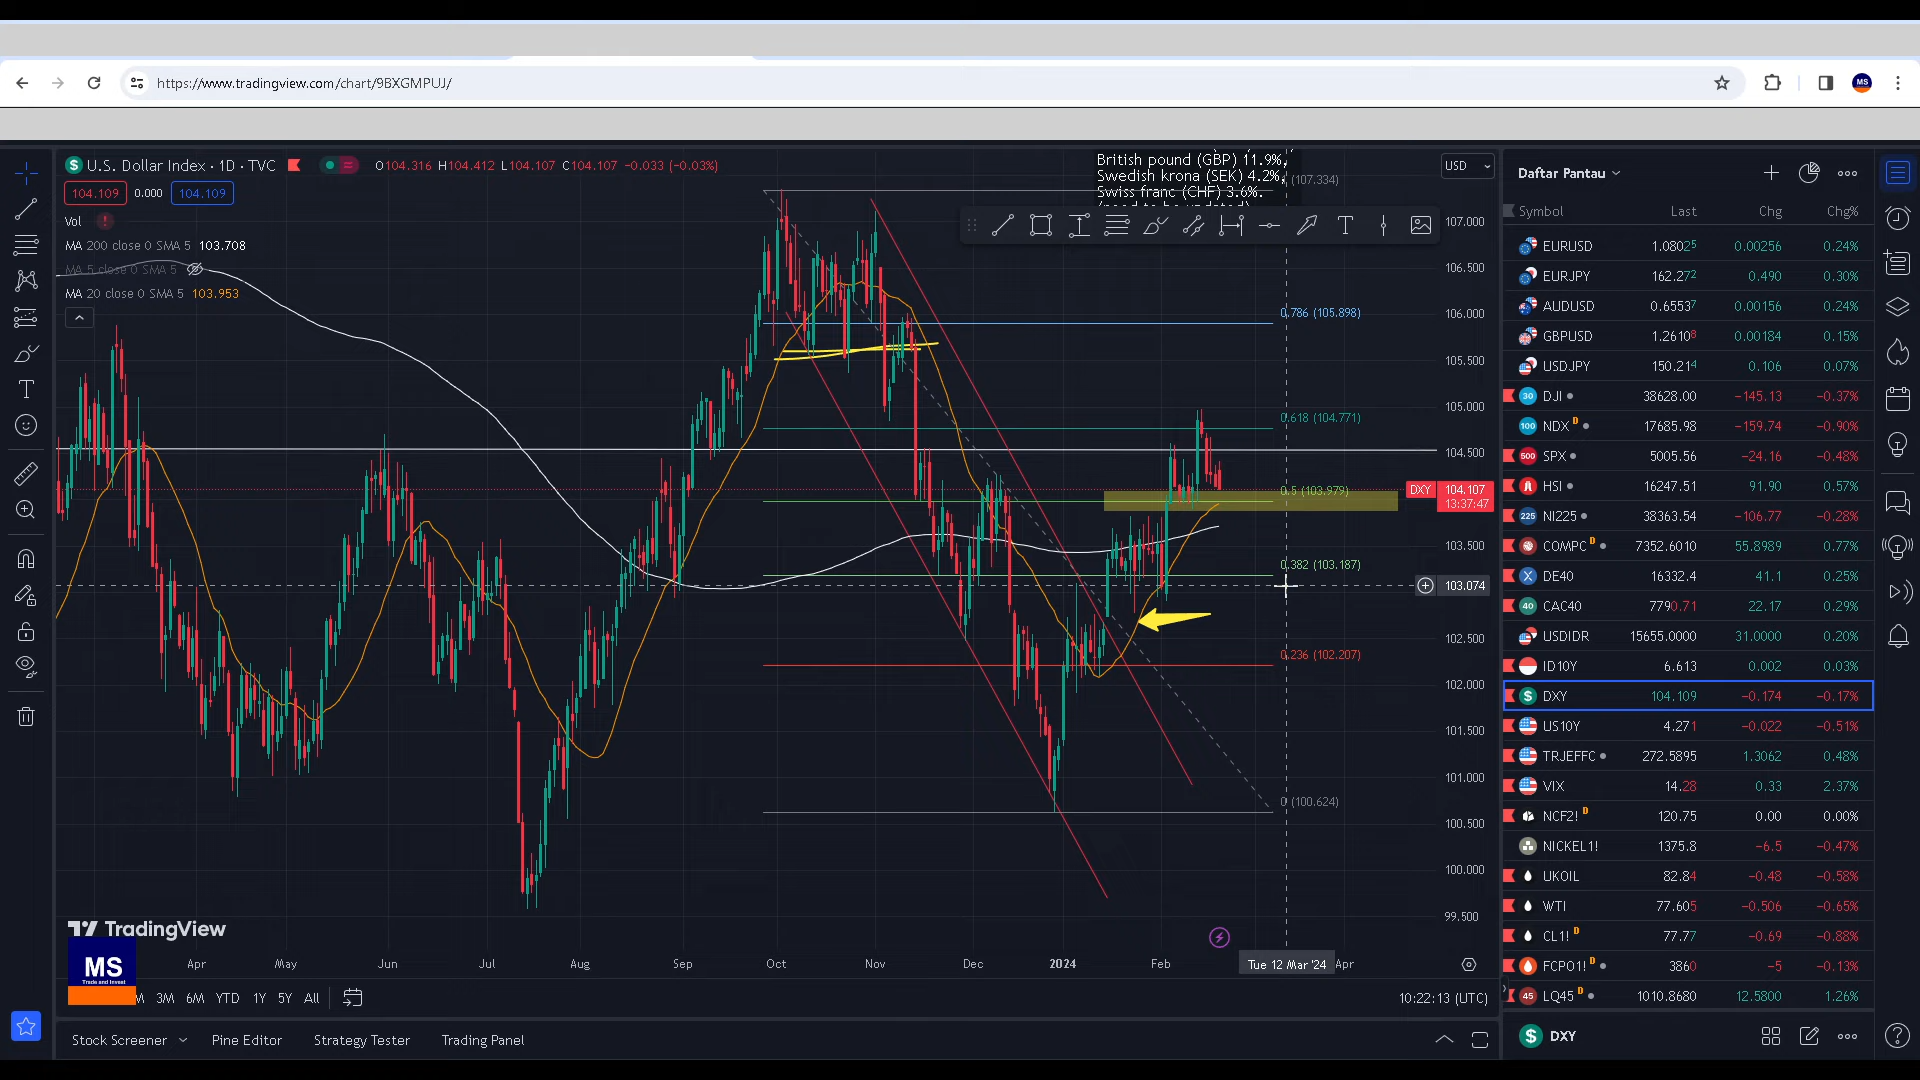 https://www.tradingview.com/chart/9BXGMPUJ/
MS
U.S. Dollar Index · 1D · TVC O104.316 H104.412 L104.107 C104.107 −0.033 (−0.03%)
104.109 0.000 104.109
Vol
MA 200 close 0 SMA 5 103.708
MA 5 close 0 SMA 5
MA 20 close 0 SMA 5 103.953
British pound (GBP) 11.9%,
Swedish krona (SEK) 4.2%,
Swiss franc (CHF) 3.6%.
(need to be updated)
(107.334)
0.786 (105.898)
0.618 (104.771)
0.5 (103.979)
0.382 (103.187)
0.236 (102.207)
0 (100.624)
USD
107.000
106.500
106.000
105.500
105.000
104.500
DXY 104.107
13:37:47
103.500
103.074
102.500
102.000
101.500
101.000
100.500
100.000
99.500
TradingView
MS
Trade and Invest
Apr May Jun Jul Aug Sep Oct Nov Dec 2024 Feb Tue 12 Mar '24 Apr
M 3M 6M YTD 1Y 5Y All
10:22:13 (UTC)
Stock Screener Pine Editor Strategy Tester Trading Panel
Daftar Pantau
Symbol Last Chg Chg%
EURUSD 1.08025 0.00256 0.24%
EURJPY 162.272 0.490 0.30%
AUDUSD 0.65537 0.00156 0.24%
GBPUSD 1.26108 0.00184 0.15%
USDJPY 150.214 0.106 0.07%
30 DJI 38628.00 −145.13 −0.37%
100 NDX D 17685.98 −159.74 −0.90%
500 SPX 5005.56 −24.16 −0.48%
HSI 16247.51 91.90 0.57%
225 NI225 38363.54 −106.77 −0.28%
COMPC D 7352.6010 55.8989 0.77%
X DE40 16332.4 41.1 0.25%
40 CAC40 7790.71 22.17 0.29%
USDIDR 15655.0000 31.0000 0.20%
ID10Y 6.613 0.002 0.03%
$ DXY 104.109 −0.174 −0.17%
US10Y 4.271 −0.022 −0.51%
TRJEFFC 272.5895 1.3062 0.48%
VIX 14.28 0.33 2.37%
NCF2! D 120.75 0.00 0.00%
NICKEL1! 1375.8 −6.5 −0.47%
UKOIL 82.84 −0.48 −0.58%
WTI 77.605 −0.506 −0.65%
CL1! D 77.77 −0.69 −0.88%
FCPO1! D 3860 −5 −0.13%
45 LQ45 D 1010.8680 12.5800 1.26%
$ DXY